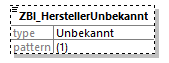 ZBI_HerstellerUnbekannt
type Unbekannt
pattern (1)